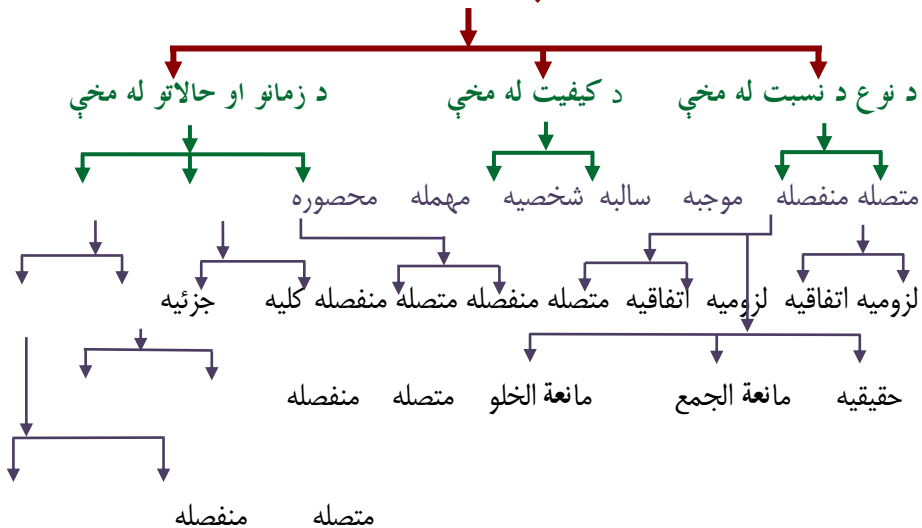 د نوع د نسبت له مخې د کيفيت له مخې د زمانو او حالاتو له مخې
متصله منفصله موجبه سالبه شخصيه مهمله محصوره
لزوميه اتفاقيه لزوميه اتفاقيه متصله منفصله متصله منفصله کليه جزئيه
حقيقيه مانعة الجمع مانعة الخلو متصله منفصله
متصله منفصله